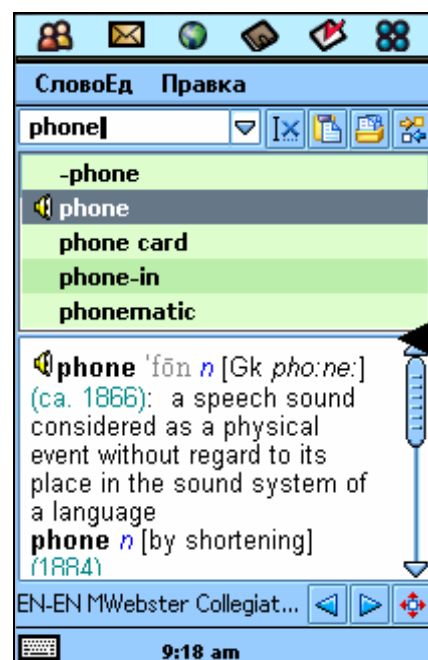 СловоЕд Правка
phone
-phone
phone
phone card
phone-in
phonematic
phone 'fōn n [Gk pho:ne:]
(ca. 1866): a speech sound
considered as a physical
event without regard to its
place in the sound system of
a language
phone n [by shortening]
(1884)
EN-EN MWebster Collegiat...
9:18 am